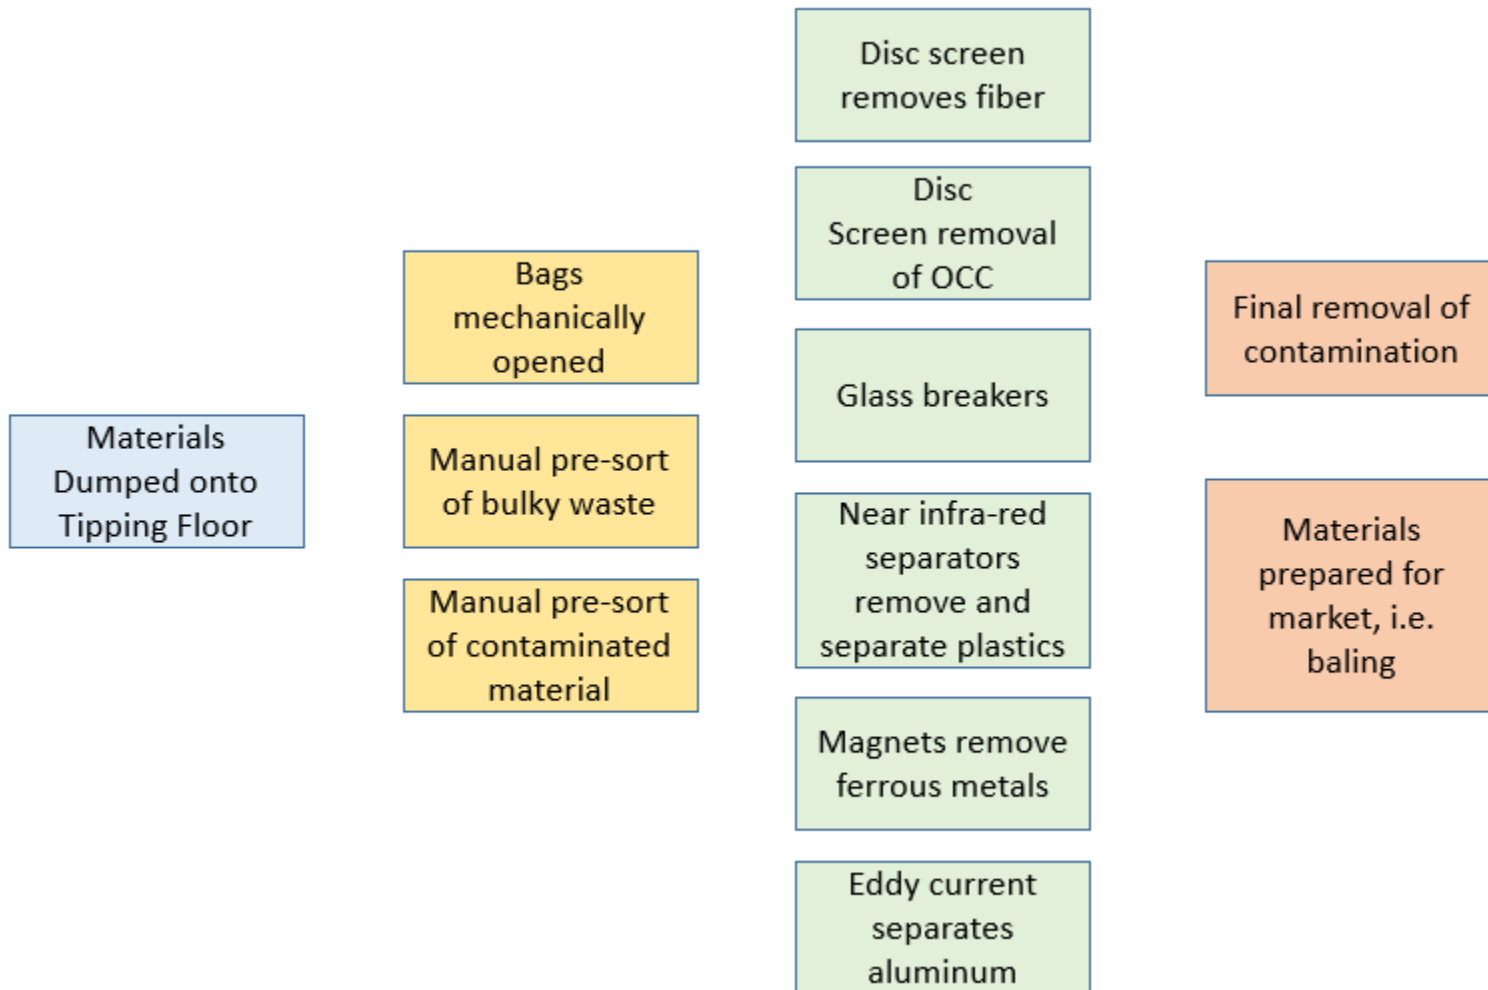 Materials
Dumped onto
Tipping Floor
Bags
mechanically
opened
Manual pre-sort
of bulky waste
Manual pre-sort
of contaminated
material
Disc screen
removes fiber
Disc
Screen removal
of OCC
Glass breakers
Near infra-red
separators
remove and
separate plastics
Magnets remove
ferrous metals
Eddy current
separates
aluminum
Final removal of
contamination
Materials
prepared for
market, i.e.
baling